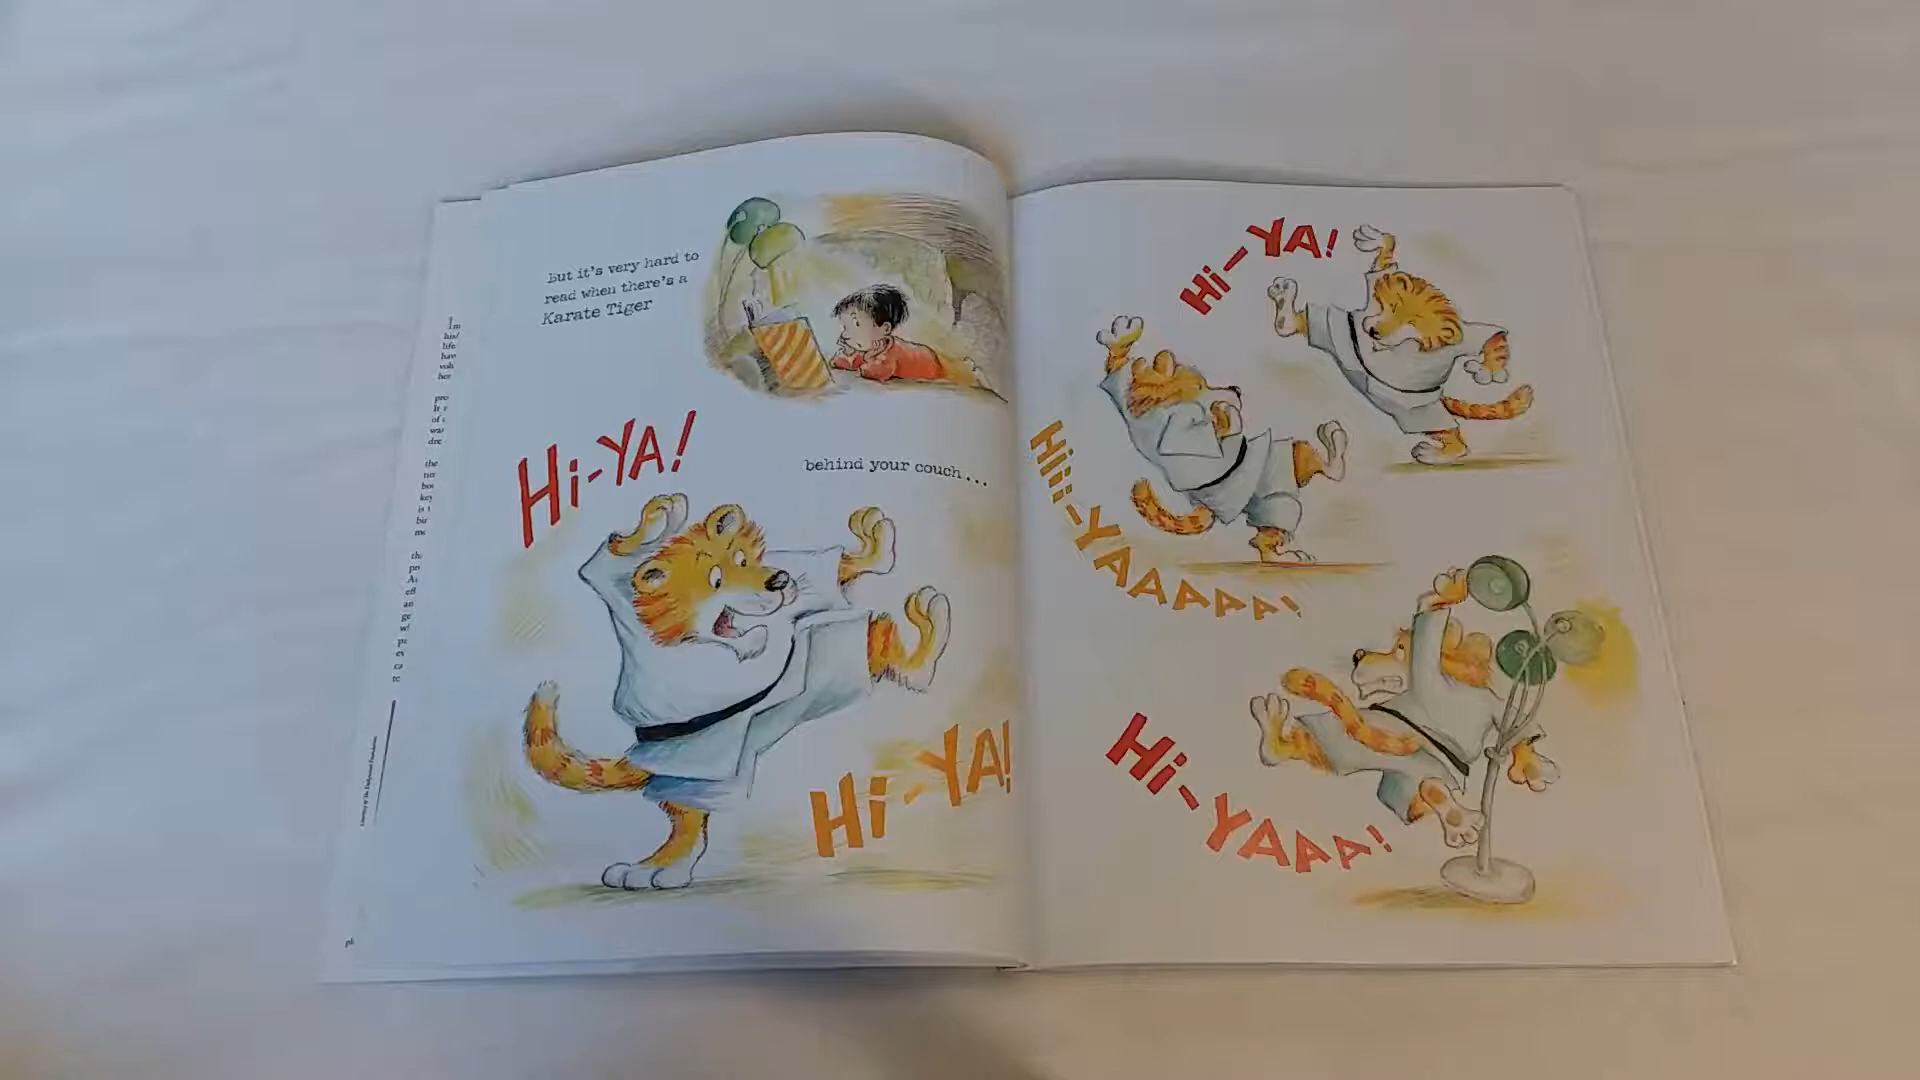 But it's very hard to
read when there's a
Karate Tiger
Hi-YA!
behind your couch...
Hi-YA!
Hi-YA!
Hii-YAAAAA!
Hi-YAAA!